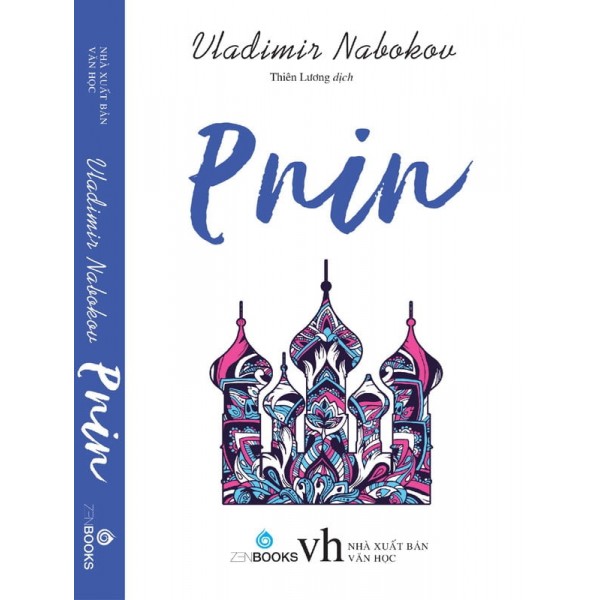 NHÀ XUẤT BẢN
VĂN HỌC
Vladimir Nabokov
Pnin
ZENBOOKS
Vladimir Nabokov
Thiên Lương dịch
Pnin
ZENBOOKS
vh
NHÀ XUẤT BẢN
VĂN HỌC